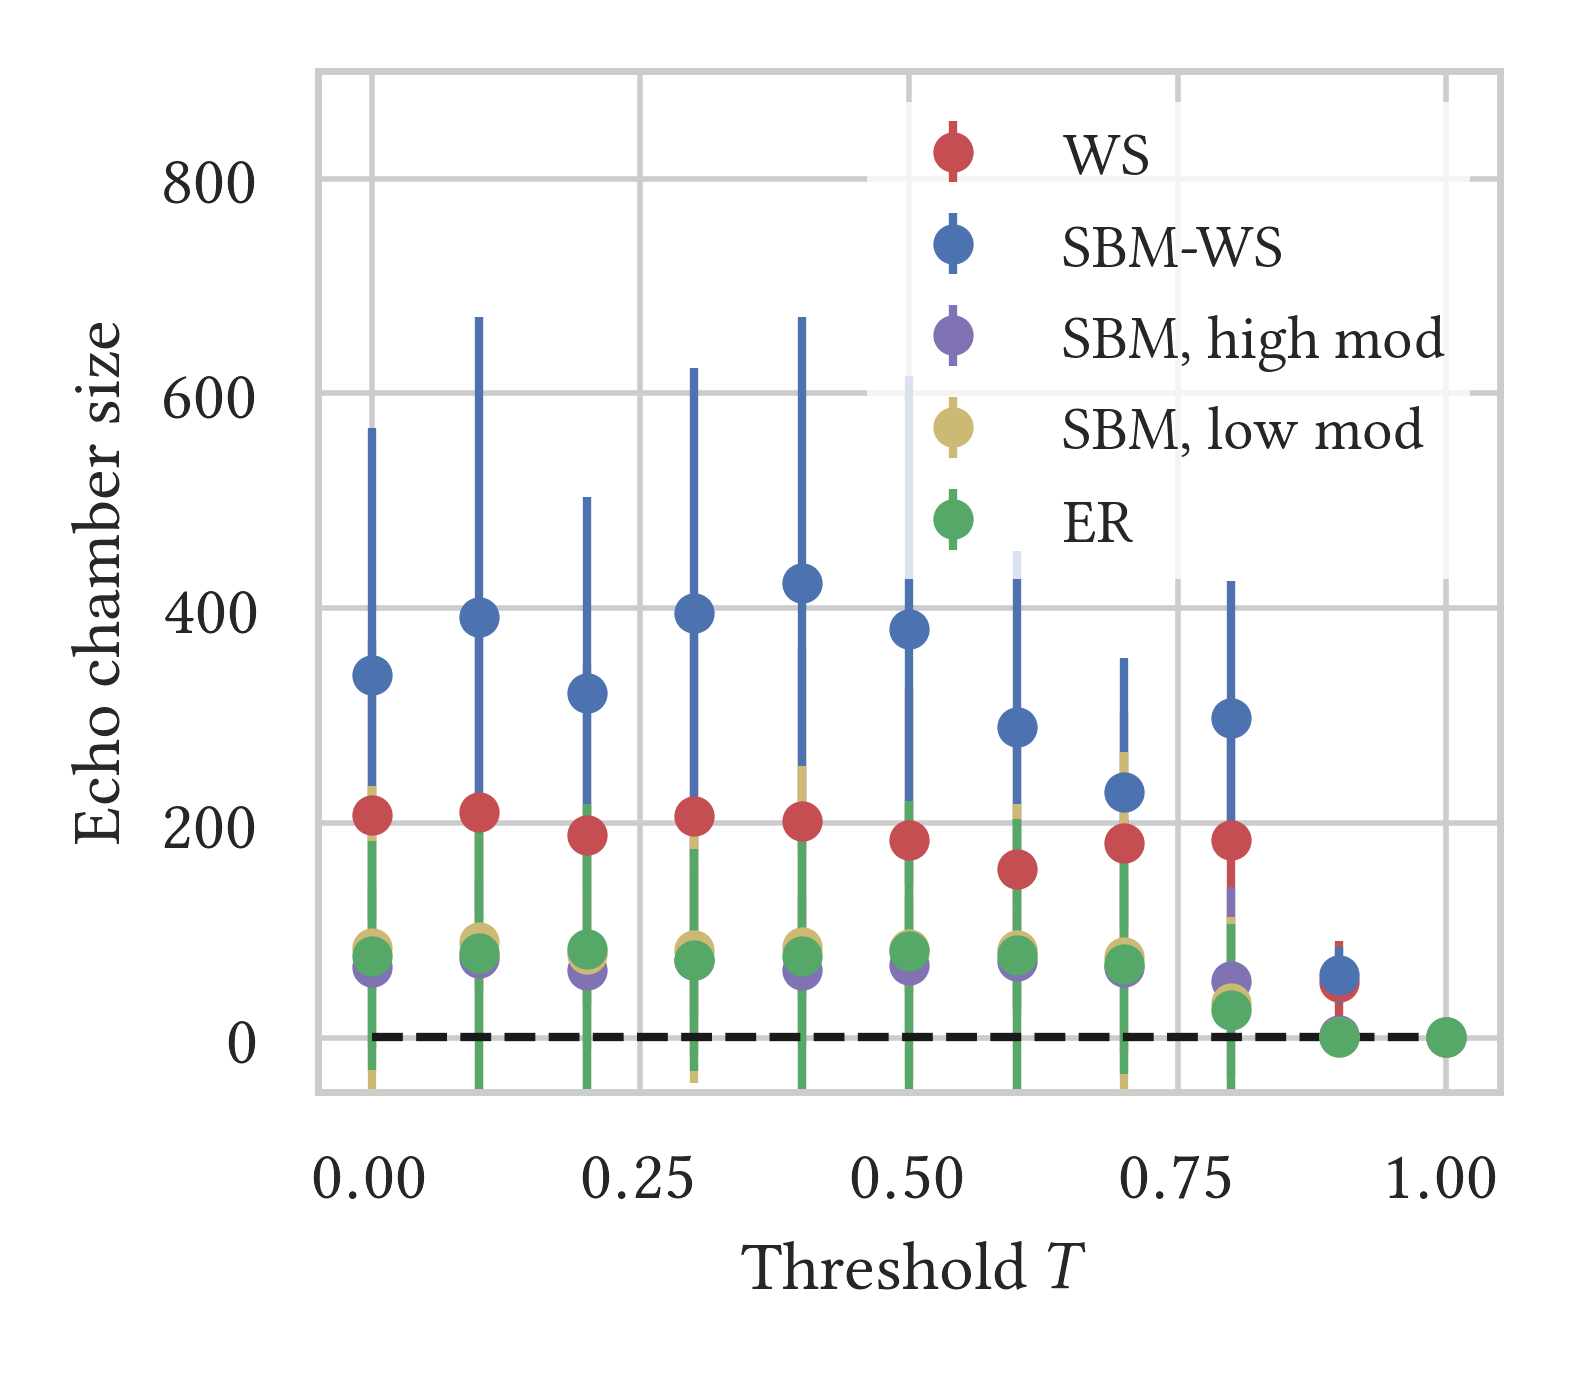 800
600
400
200
0
Echo chamber size
WS
SBM-WS
SBM, high mod
SBM, low mod
ER
0.00 0.25 0.50 0.75 1.00
Threshold T